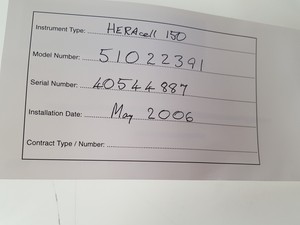 Instrument Type: HERAcell 150
Model Number: 51022391
Serial Number: 40544887
Installation Date: May 2006
Contract Type / Number: